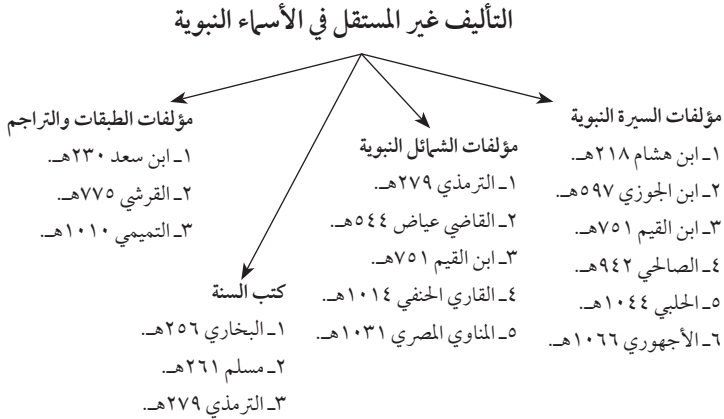 التأليف غير المستقل في الأسماء النبوية
مؤلفات السيرة النبوية
١ـ ابن هشام ٢١٨هـ.
٢ـ ابن الجوزي ٥٩٧هـ.
٣ـ ابن القيم ٧٥١هـ.
٤ـ الصالحي ٩٤٢هـ.
٥ـ الحلبي ١٠٤٤هـ.
٦ـ الأجهوري ١٠٦٦هـ.
مؤلفات الشمائل النبوية
١ـ الترمذي ٢٧٩هـ.
٢ـ القاضي عياض ٥٤٤هـ.
٣ـ ابن القيم ٧٥١هـ.
٤ـ القاري الحنفي ١٠١٤هـ.
٥ـ المناوي المصري ١٠٣١هـ.
كتب السنة
١ـ البخاري ٢٥٦هـ.
٢ـ مسلم ٢٦١هـ.
٣ـ الترمذي ٢٧٩هـ.
مؤلفات الطبقات والتراجم
١ـ ابن سعد ٢٣٠هـ.
٢ـ القرشي ٧٧٥هـ.
٣ـ التميمي ١٠١٠هـ.